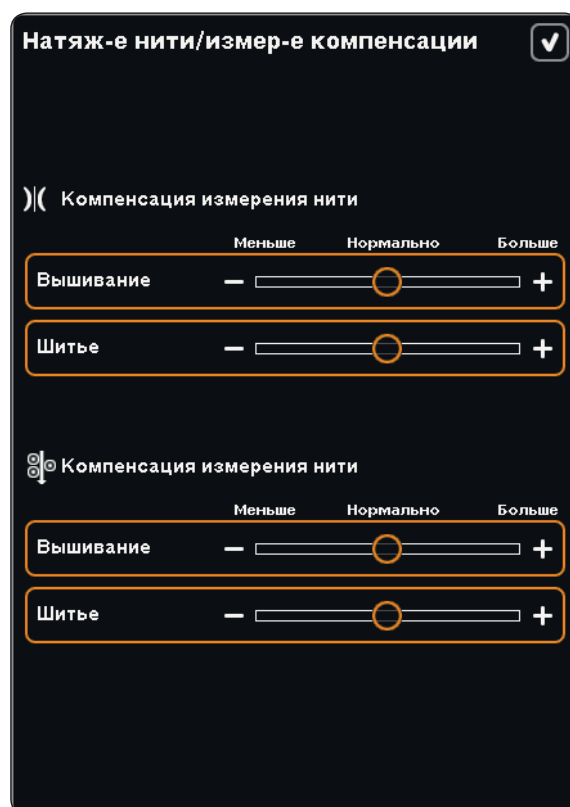 Натяж-е нити/измер-е компенсации
Компенсация измерения нити
Меньше Нормально Больше
Вышивание
Шитье
Компенсация измерения нити
Меньше Нормально Больше
Вышивание
Шитье